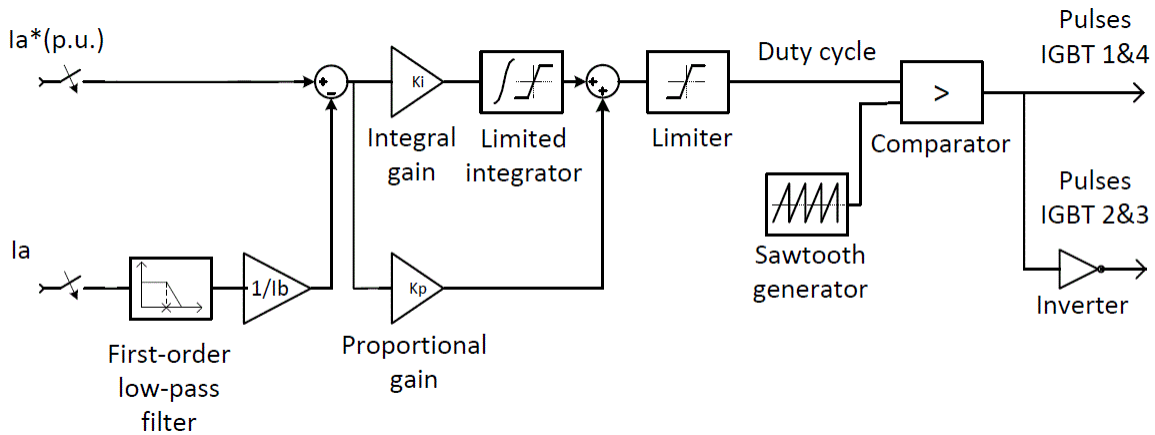 Ia*(p.u.)
Ki
Integral
gain
Limited
integrator
Limiter
Duty cycle
>
Comparator
Pulses
IGBT 1&4
Pulses
IGBT 2&3
Sawtooth
generator
Inverter
Ia
First-order
low-pass
filter
1/Ib
Kp
Proportional
gain